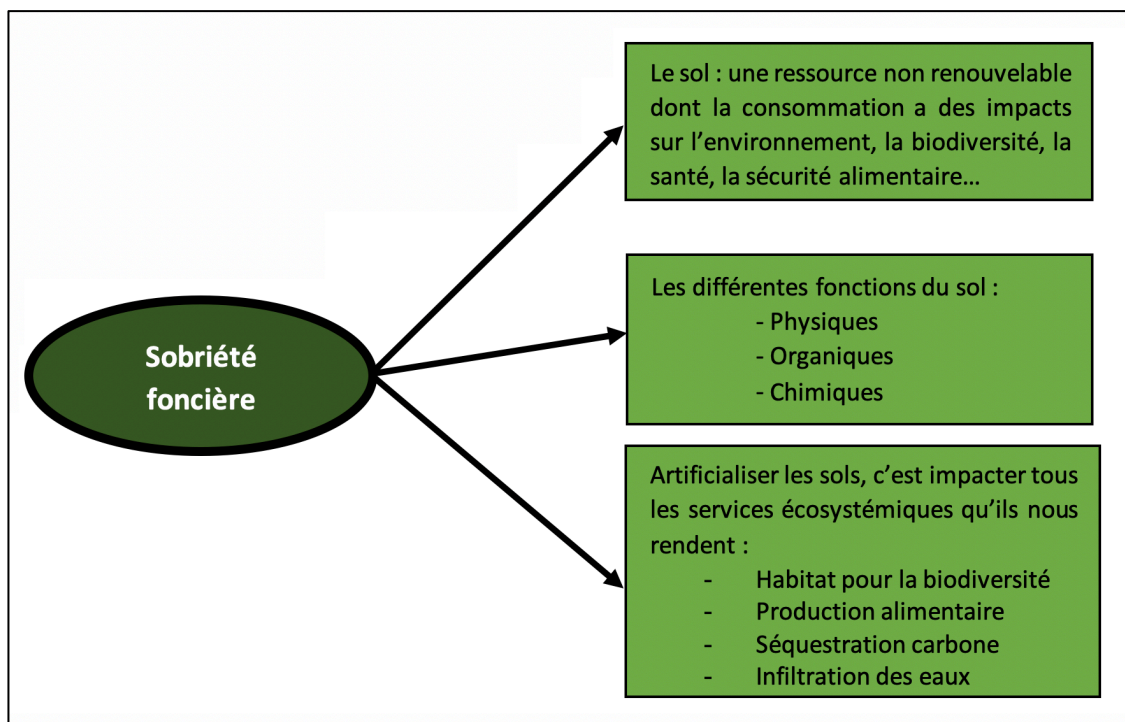 Sobriété
foncière
Le sol : une ressource non renouvelable
dont la consommation a des impacts
sur l’environnement, la biodiversité, la
santé, la sécurité alimentaire…
Les différentes fonctions du sol :
- Physiques
- Organiques
- Chimiques
Artificialiser les sols, c’est impacter tous
les services écosystémiques qu’ils nous
rendent :
- Habitat pour la biodiversité
- Production alimentaire
- Séquestration carbone
- Infiltration des eaux